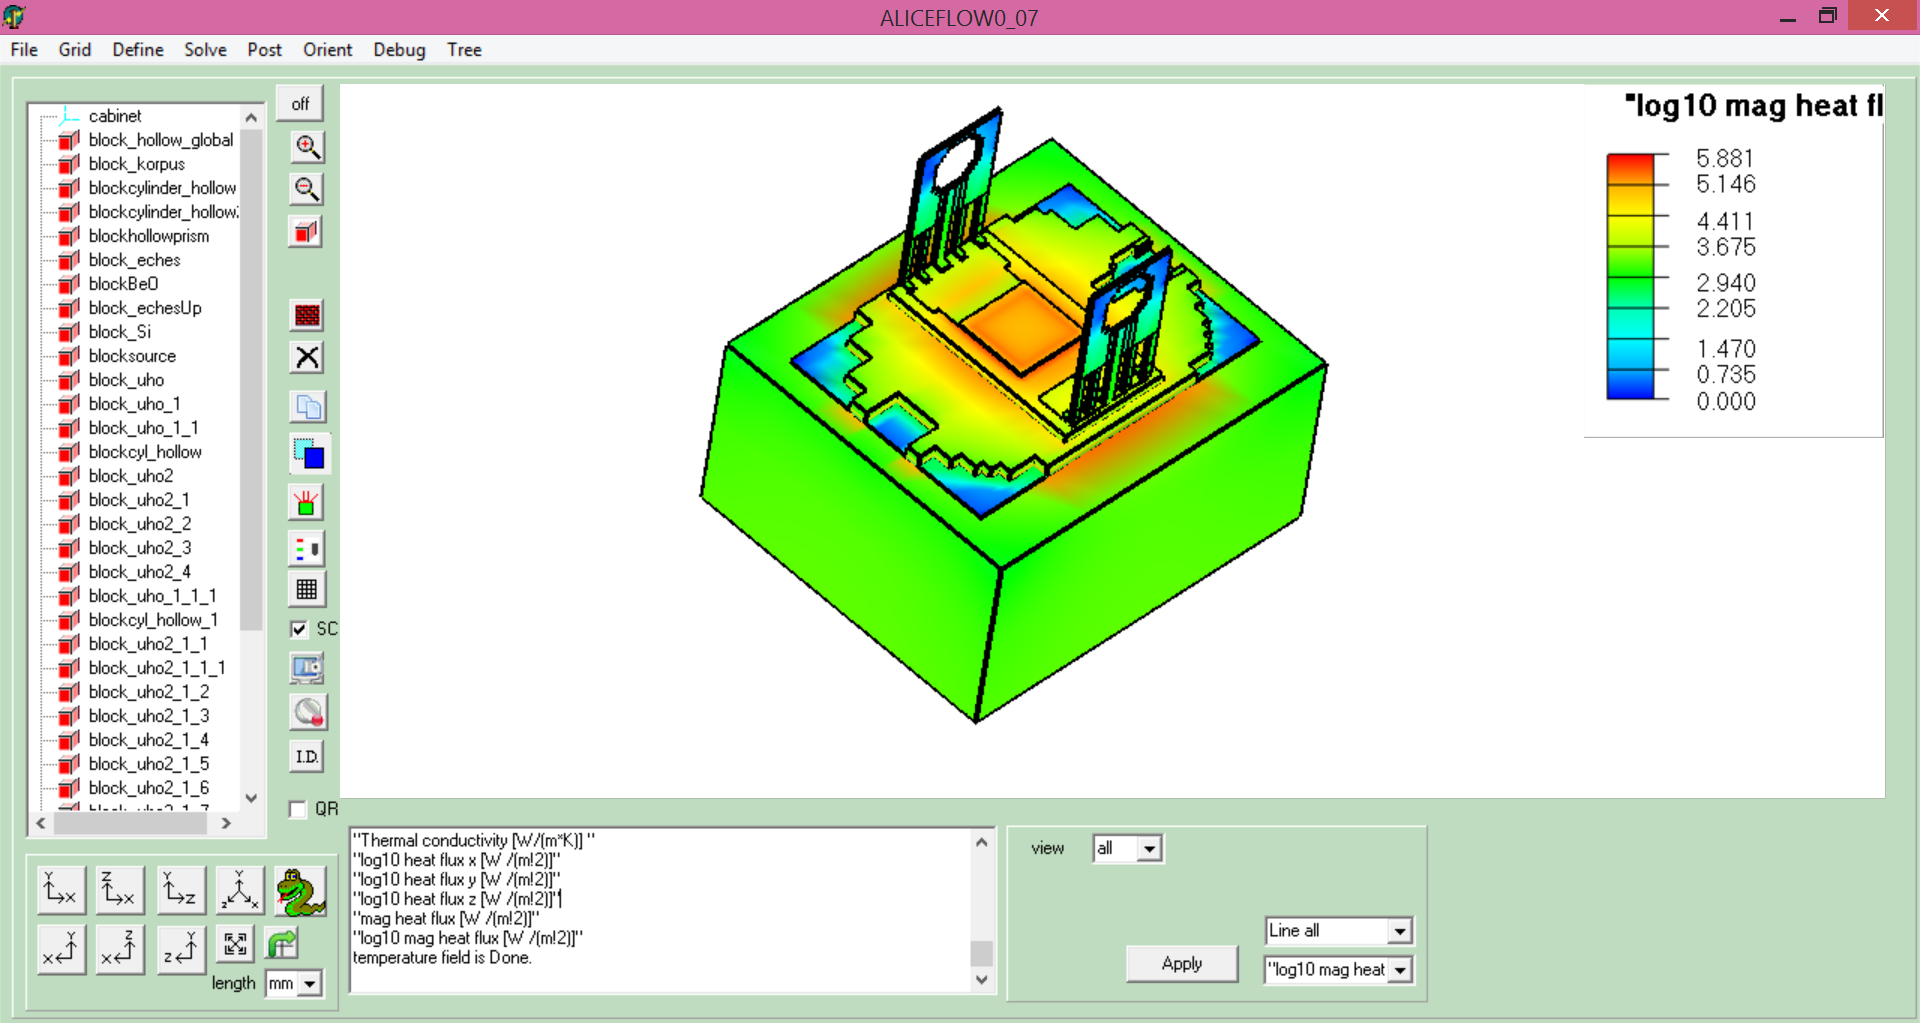 ALICEFLOW0_07
File Grid Define Solve Post Orient Debug Tree
cabinet
block_hollow_global
block_korpus
blockcylinder_hollow
blockcylinder_hollow
blockhollowprism
block_eches
blockBeO
block_echesUp
block_Si
blocksource
block_uho
block_uho_1
block_uho_1_1
blockcyl_hollow
block_uho2
block_uho2_1
block_uho2_2
block_uho2_3
block_uho2_4
block_uho_1_1_1
blockcyl_hollow_1
block_uho2_1_1
block_uho2_1_1_1
block_uho2_1_2
block_uho2_1_3
block_uho2_1_4
block_uho2_1_5
block_uho2_1_6
off
SC
I.D.
QR
"log10 mag heat fl
5.881
5.146
4.411
3.675
2.940
2.205
1.470
0.735
0.000
Y X
Z X
Y Z
Y Z X
X Y
X Z
Z Y
length mm
"Thermal conductivity [W/(m*K)] "
"log10 heat flux x [W /(m!2)]"
"log10 heat flux y [W /(m!2)]"
"log10 heat flux z [W /(m!2)]"
"mag heat flux [W /(m!2)]"
"log10 mag heat flux [W /(m!2)]"
temperature field is Done.
view all
Line all
Apply
"log10 mag heat